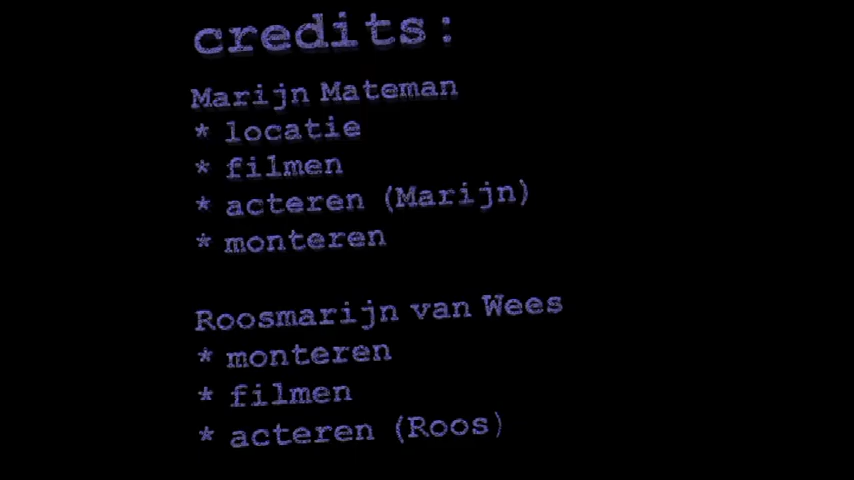 credits:
Marijn Mateman
* locatie
* filmen
* acteren (Marijn)
* monteren
Roosmarijn van Wees
* monteren
* filmen
* acteren (Roos)